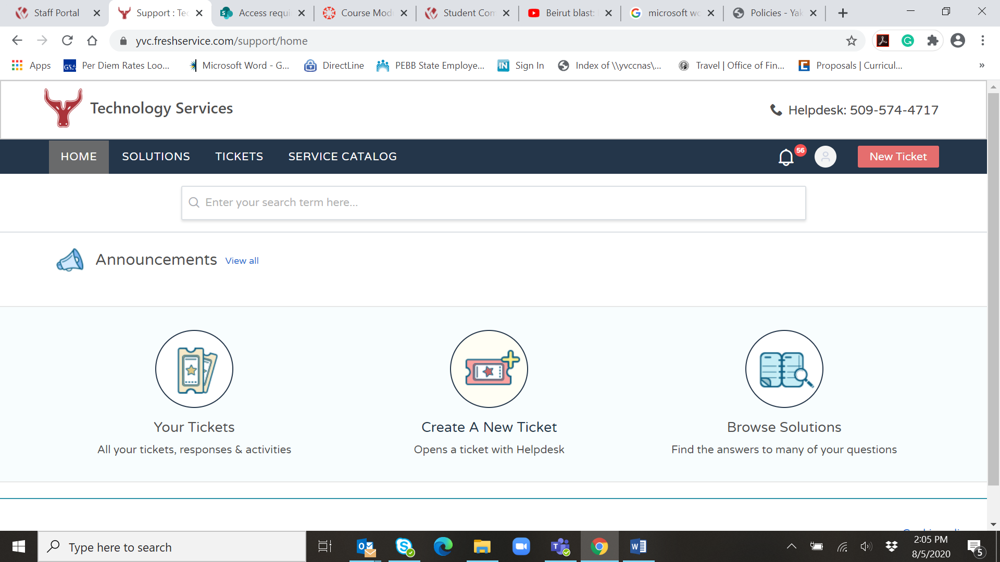 Staff Portal
Support : Tec
Access requi
Course Modu
Student Com
Beirut blast:
microsoft wo
Policies - Yak
yvc.freshservice.com/support/home
Apps
Per Diem Rates Loo...
Microsoft Word - G...
DirectLine
PEBB State Employe...
IN
Sign In
Index of \\yvccnas\...
Travel | Office of Fin...
Proposals | Curricul...
»
Technology Services
Helpdesk: 509-574-4717
HOME
SOLUTIONS
TICKETS
SERVICE CATALOG
56
New Ticket
Enter your search term here...
Announcements
View all
Your Tickets
Create A New Ticket
Browse Solutions
All your tickets, responses & activities
Opens a ticket with Helpdesk
Find the answers to many of your questions
Type here to search
2:05 PM
8/5/2020
5